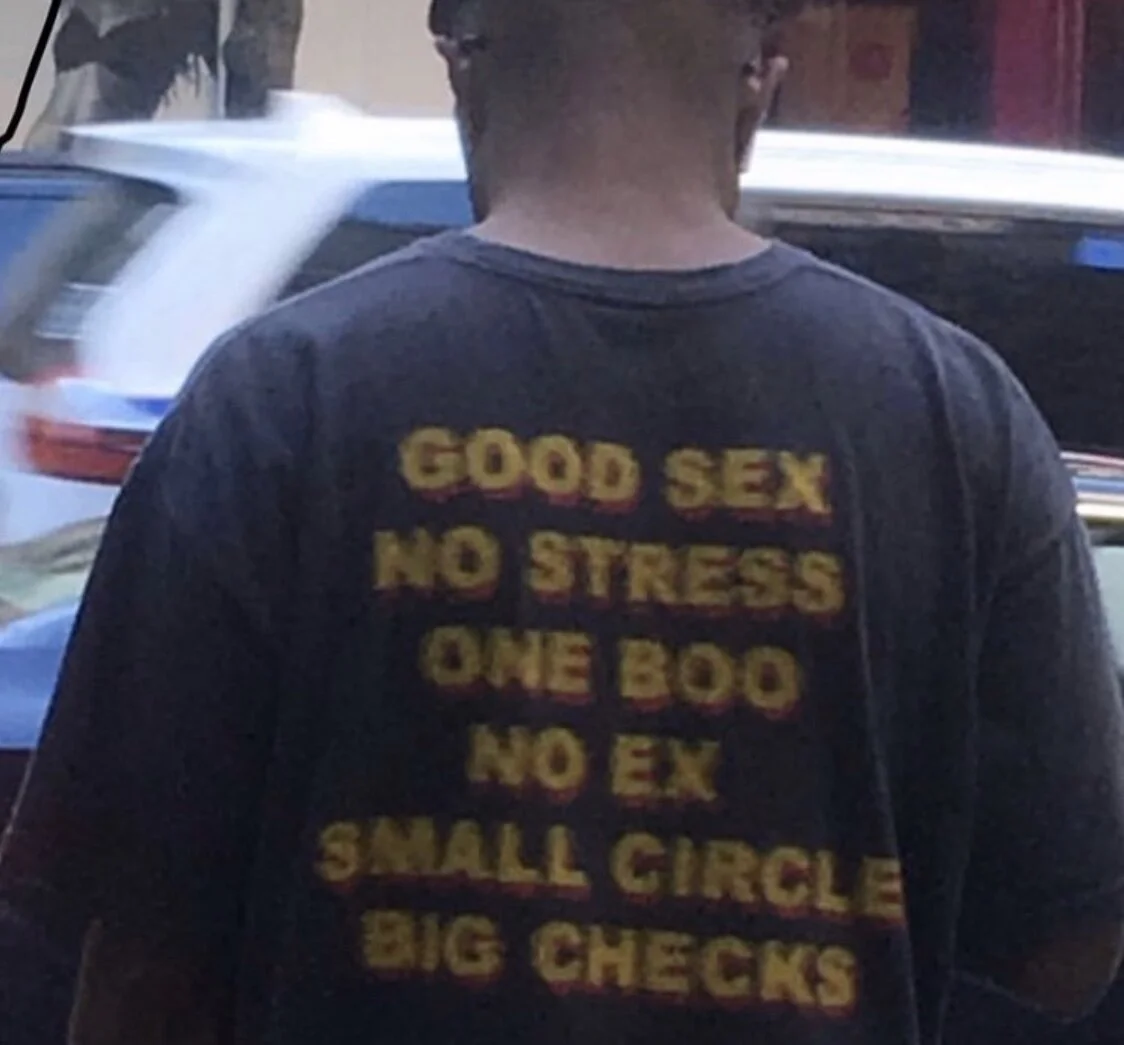 GOOD SEX
NO STRESS
ONE BOO
NO EX
SMALL CIRCLE
BIG CHECKS